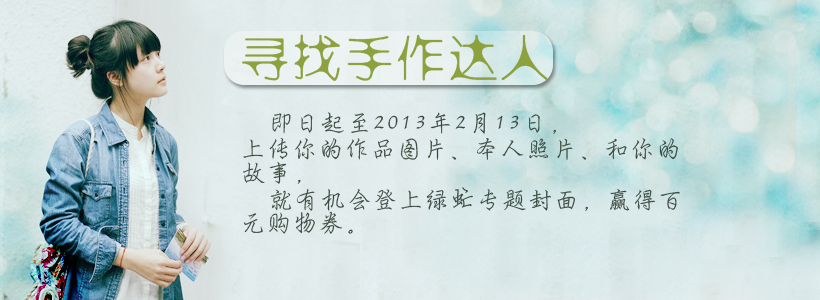 寻找手作达人
即日起至2013年2月13日，
上传你的作品图片、本人照片、和你的
故事，
就有机会登上绿虻专题封面，赢得百
元购物券。